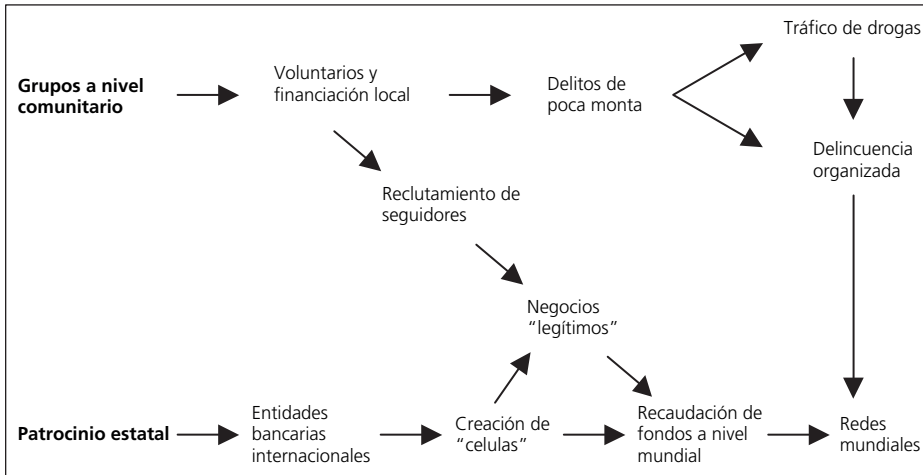 Tráfico de drogas
Grupos a nivel
comunitario
Voluntarios y
financiación local
Delitos de
poca monta
Delincuencia
organizada
Reclutamiento de
seguidores
Negocios
“legítimos”
Patrocinio estatal
Entidades
bancarias
internacionales
Creación de
“celulas”
Recaudación de
fondos a nivel
mundial
Redes
mundiales